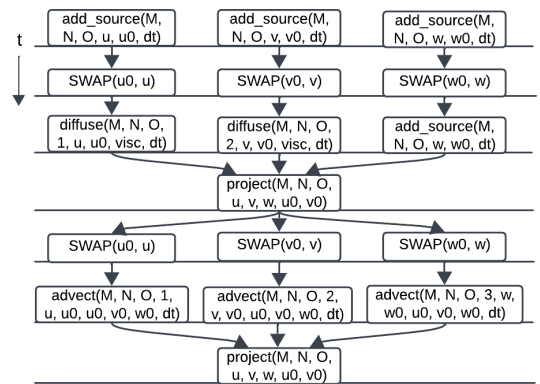 t
add_source(M,
N, O, u, u0, dt)
add_source(M,
N, O, v, v0, dt)
add_source(M,
N, O, w, w0, dt)
SWAP(u0, u)
SWAP(v0, v)
SWAP(w0, w)
diffuse(M, N, O,
1, u, u0, visc, dt)
diffuse(M, N, O,
2, v, v0, visc, dt)
add_source(M,
N, O, w, w0, dt)
project(M, N, O,
u, v, w, u0, v0)
SWAP(u0, u)
SWAP(v0, v)
SWAP(w0, w)
advect(M, N, O, 1,
u, u0, u0, v0, w0, dt)
advect(M, N, O, 2,
v, v0, u0, v0, w0, dt)
advect(M, N, O, 3, w,
w0, u0, v0, w0, dt)
project(M, N, O,
u, v, w, u0, v0)